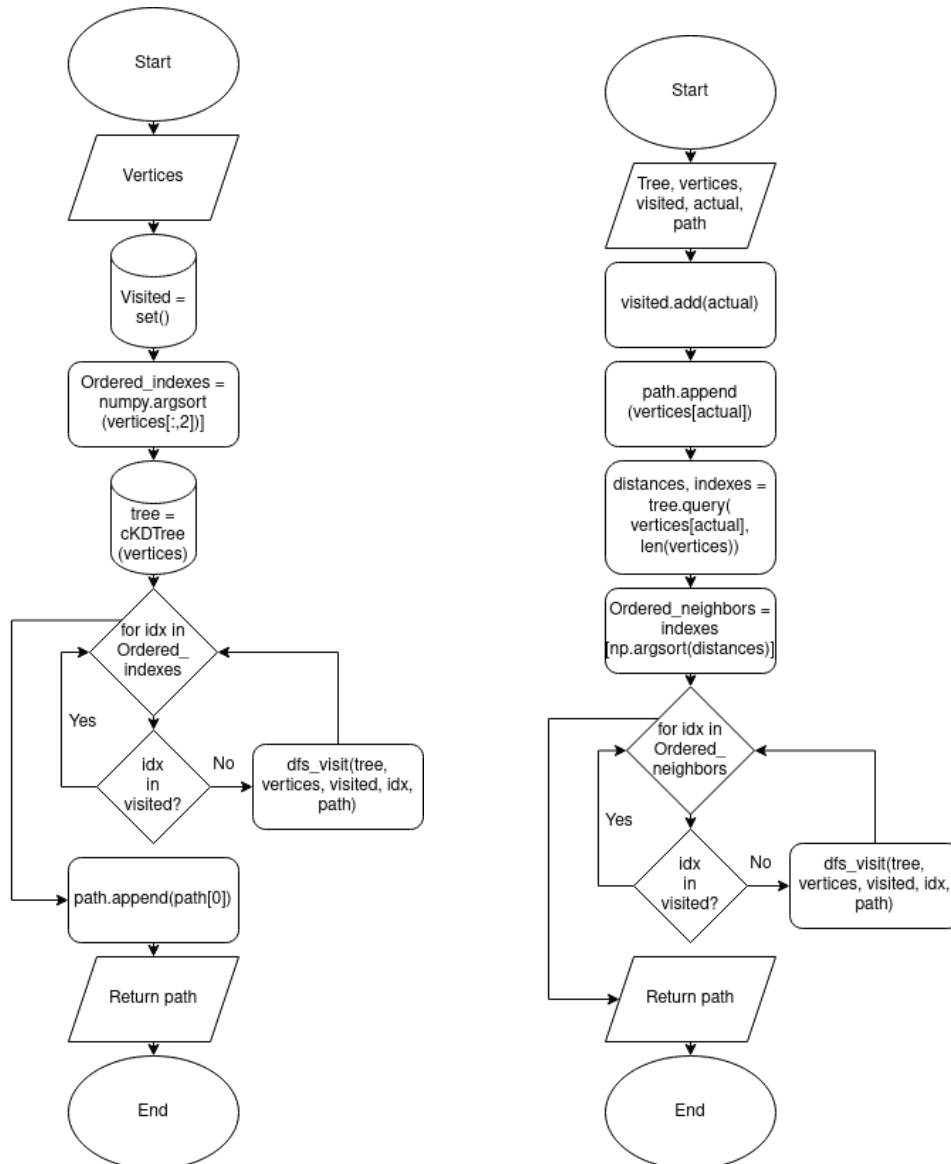 Start
Vertices
Visited =
set()
Ordered_indexes =
numpy.argsort
(vertices[:,2])]
tree =
cKDTree
(vertices)
for idx in
Ordered_
indexes
Yes
idx
in
visited?
No
dfs_visit(tree,
vertices, visited, idx,
path)
path.append(path[0])
Return path
End
Start
Tree, vertices,
visited, actual,
path
visited.add(actual)
path.append
(vertices[actual])
distances, indexes =
tree.query(
vertices[actual],
len(vertices))
Ordered_neighbors =
indexes
[np.argsort(distances)]
for idx in
Ordered_
neighbors
Yes
idx
in
visited?
No
dfs_visit(tree,
vertices, visited, idx,
path)
Return path
End